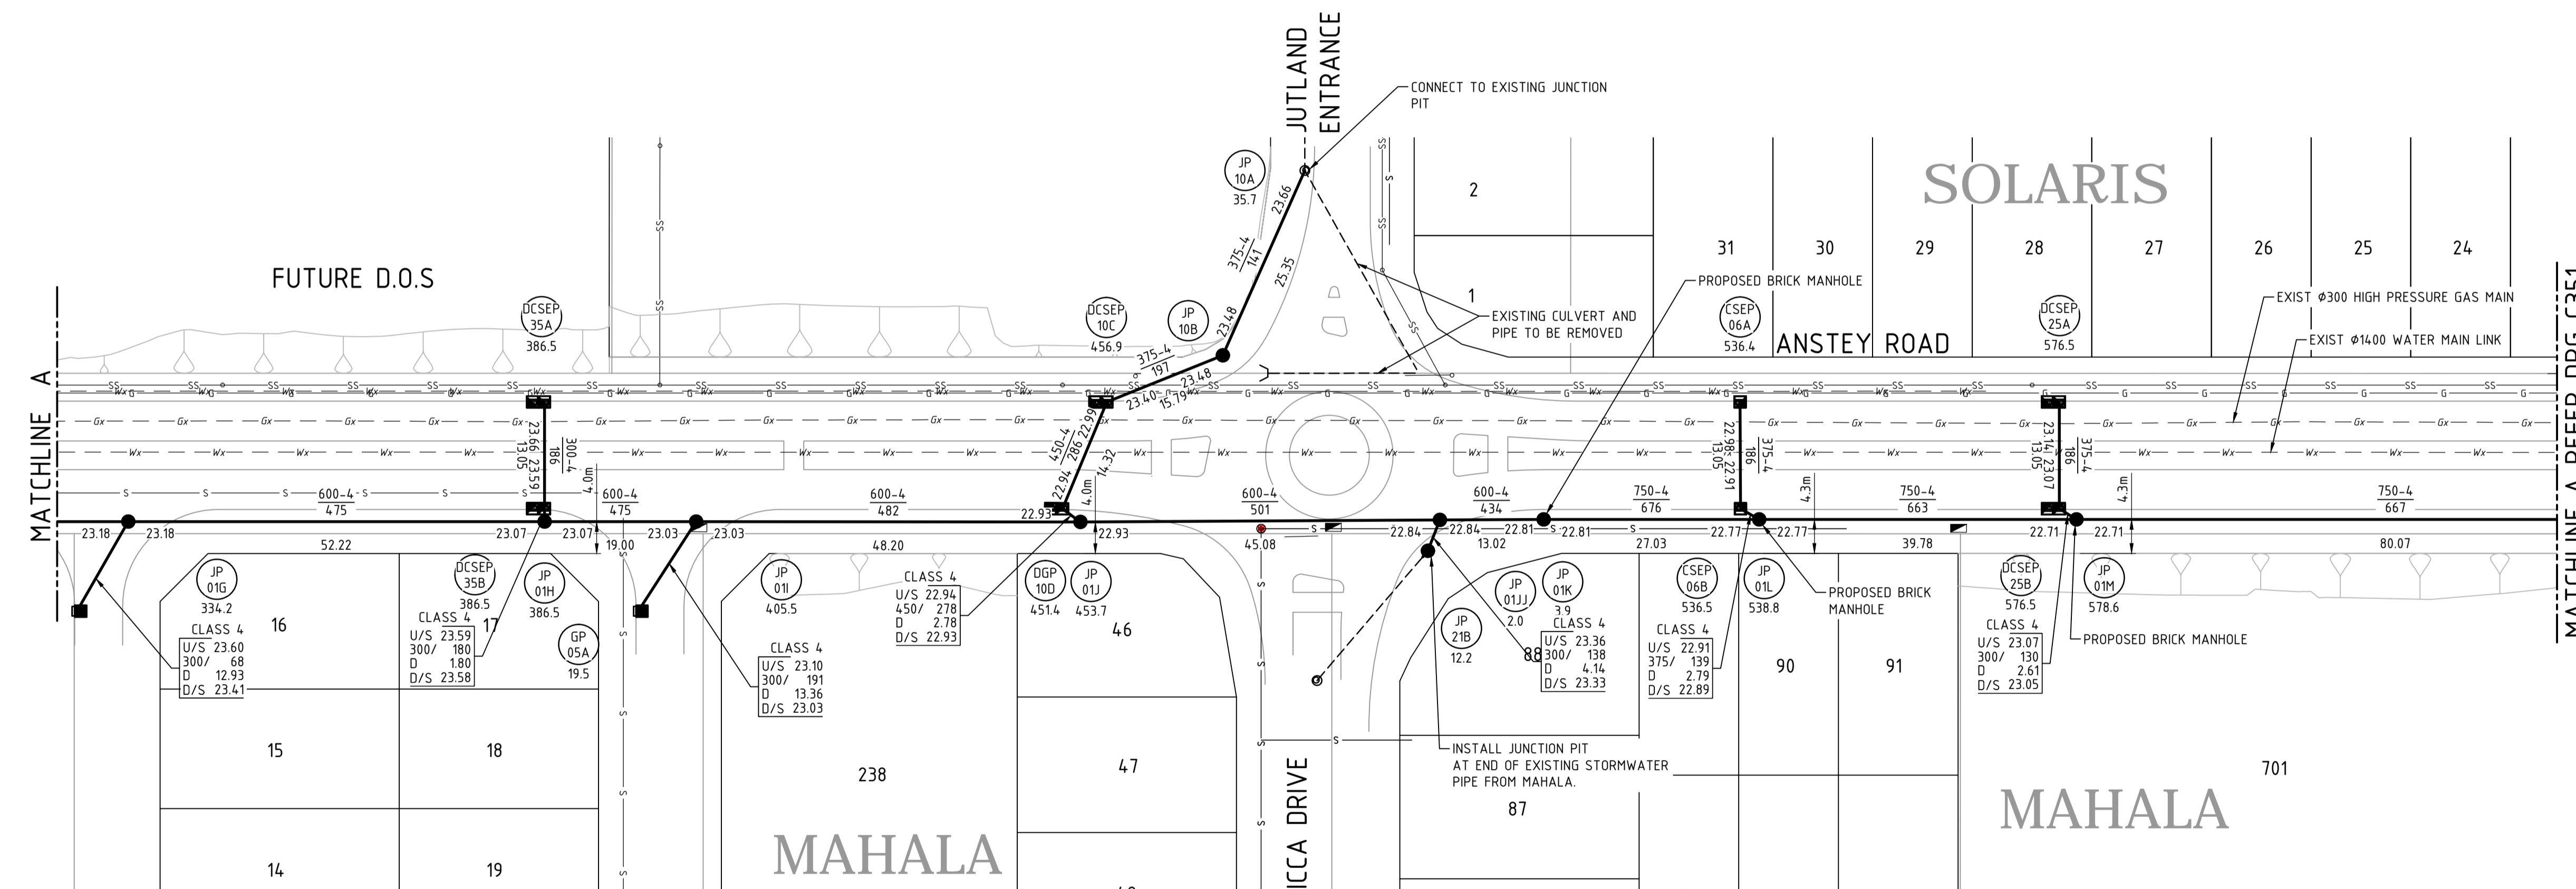 JUTLAND
ENTRANCE
CONNECT TO EXISTING JUNCTION
PIT
JP
10A
35.7
23.66
375-4
141
25.35
23.48
SOLARIS
2
1
31
30
29
28
27
26
25
24
FUTURE D.O.S
PROPOSED BRICK MANHOLE
EXISTING CULVERT AND
PIPE TO BE REMOVED
EXIST Ø300 HIGH PRESSURE GAS MAIN
EXIST Ø1400 WATER MAIN LINK
ANSTEY ROAD
DCSEP
35A
386.5
DCSEP
10C
456.9
JP
10B
CSEP
06A
536.4
DCSEP
25A
576.5
375-4
197
23.48
23.40
15.79
MATCHLINE A
MATCHLINE A REFER DRG C351
23.66 23.59
13.05
300-4
186
4.0m
450-4
286
22.99
22.94
14.32
4.0m
22.98 22.91
13.05
375-4
186
4.3m
23.14 23.07
13.05
375-4
186
4.3m
600-4
475
600-4
475
600-4
482
600-4
501
600-4
434
750-4
676
750-4
663
750-4
667
23.18
23.18
23.07
23.07
23.03
23.03
22.93
22.93
22.84
22.84
22.81
22.81
22.77
22.77
22.71
22.71
52.22
19.00
48.20
45.08
13.02
27.03
39.78
80.07
JP
01G
334.2
DCSEP
35B
386.5
JP
01H
386.5
GP
05A
19.5
JP
01I
405.5
DGP
10D
451.4
JP
01J
453.7
JP
21B
12.2
JP
01JJ
2.0
JP
01K
3.9
CSEP
06B
536.5
JP
01L
538.8
DCSEP
25B
576.5
JP
01M
578.6
CLASS 4
U/S 23.60
300/ 68
D 12.93
D/S 23.41
CLASS 4
U/S 23.59
300/ 180
D 1.80
D/S 23.58
CLASS 4
U/S 23.10
300/ 191
D 13.36
D/S 23.03
CLASS 4
U/S 22.94
450/ 278
D 2.78
D/S 22.93
CLASS 4
U/S 23.36
300/ 138
D 4.14
D/S 23.33
CLASS 4
U/S 22.91
375/ 139
D 2.79
D/S 22.89
CLASS 4
U/S 23.07
300/ 130
D 2.61
D/S 23.05
PROPOSED BRICK
MANHOLE
PROPOSED BRICK MANHOLE
INSTALL JUNCTION PIT
AT END OF EXISTING STORMWATER
PIPE FROM MAHALA.
16
17
15
18
14
19
238
46
47
88
87
90
91
701
MAHALA
MAHALA
ICCA DRIVE